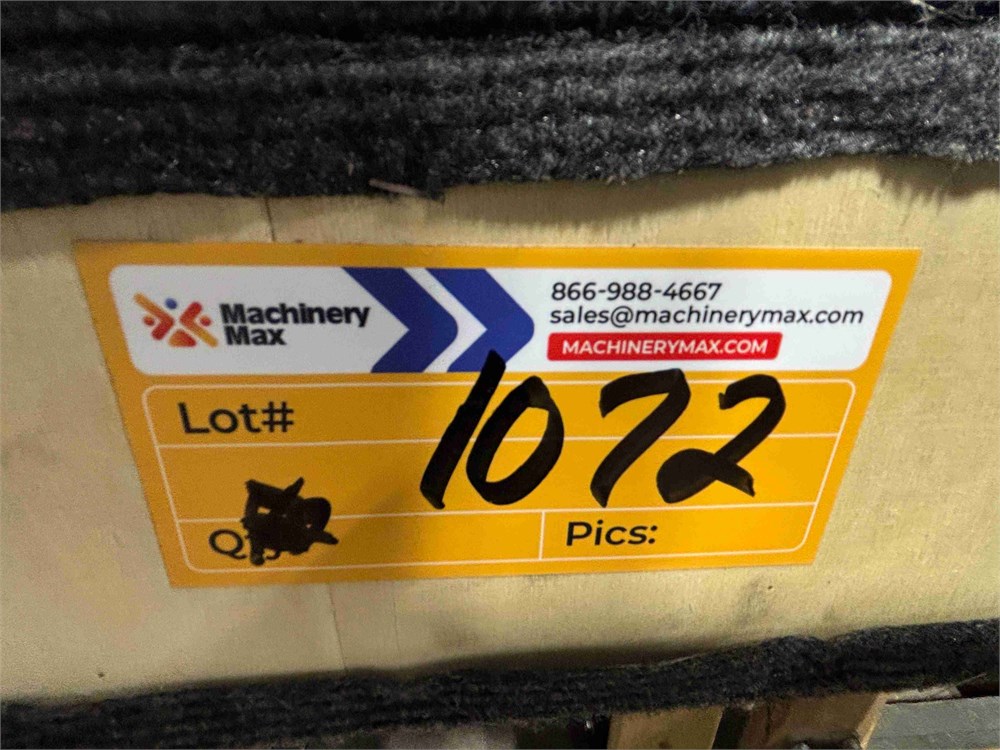 Machinery
Max
866-988-4667
sales@machinerymax.com
MACHINERYMAX.COM
Lot#
1072
Pics: